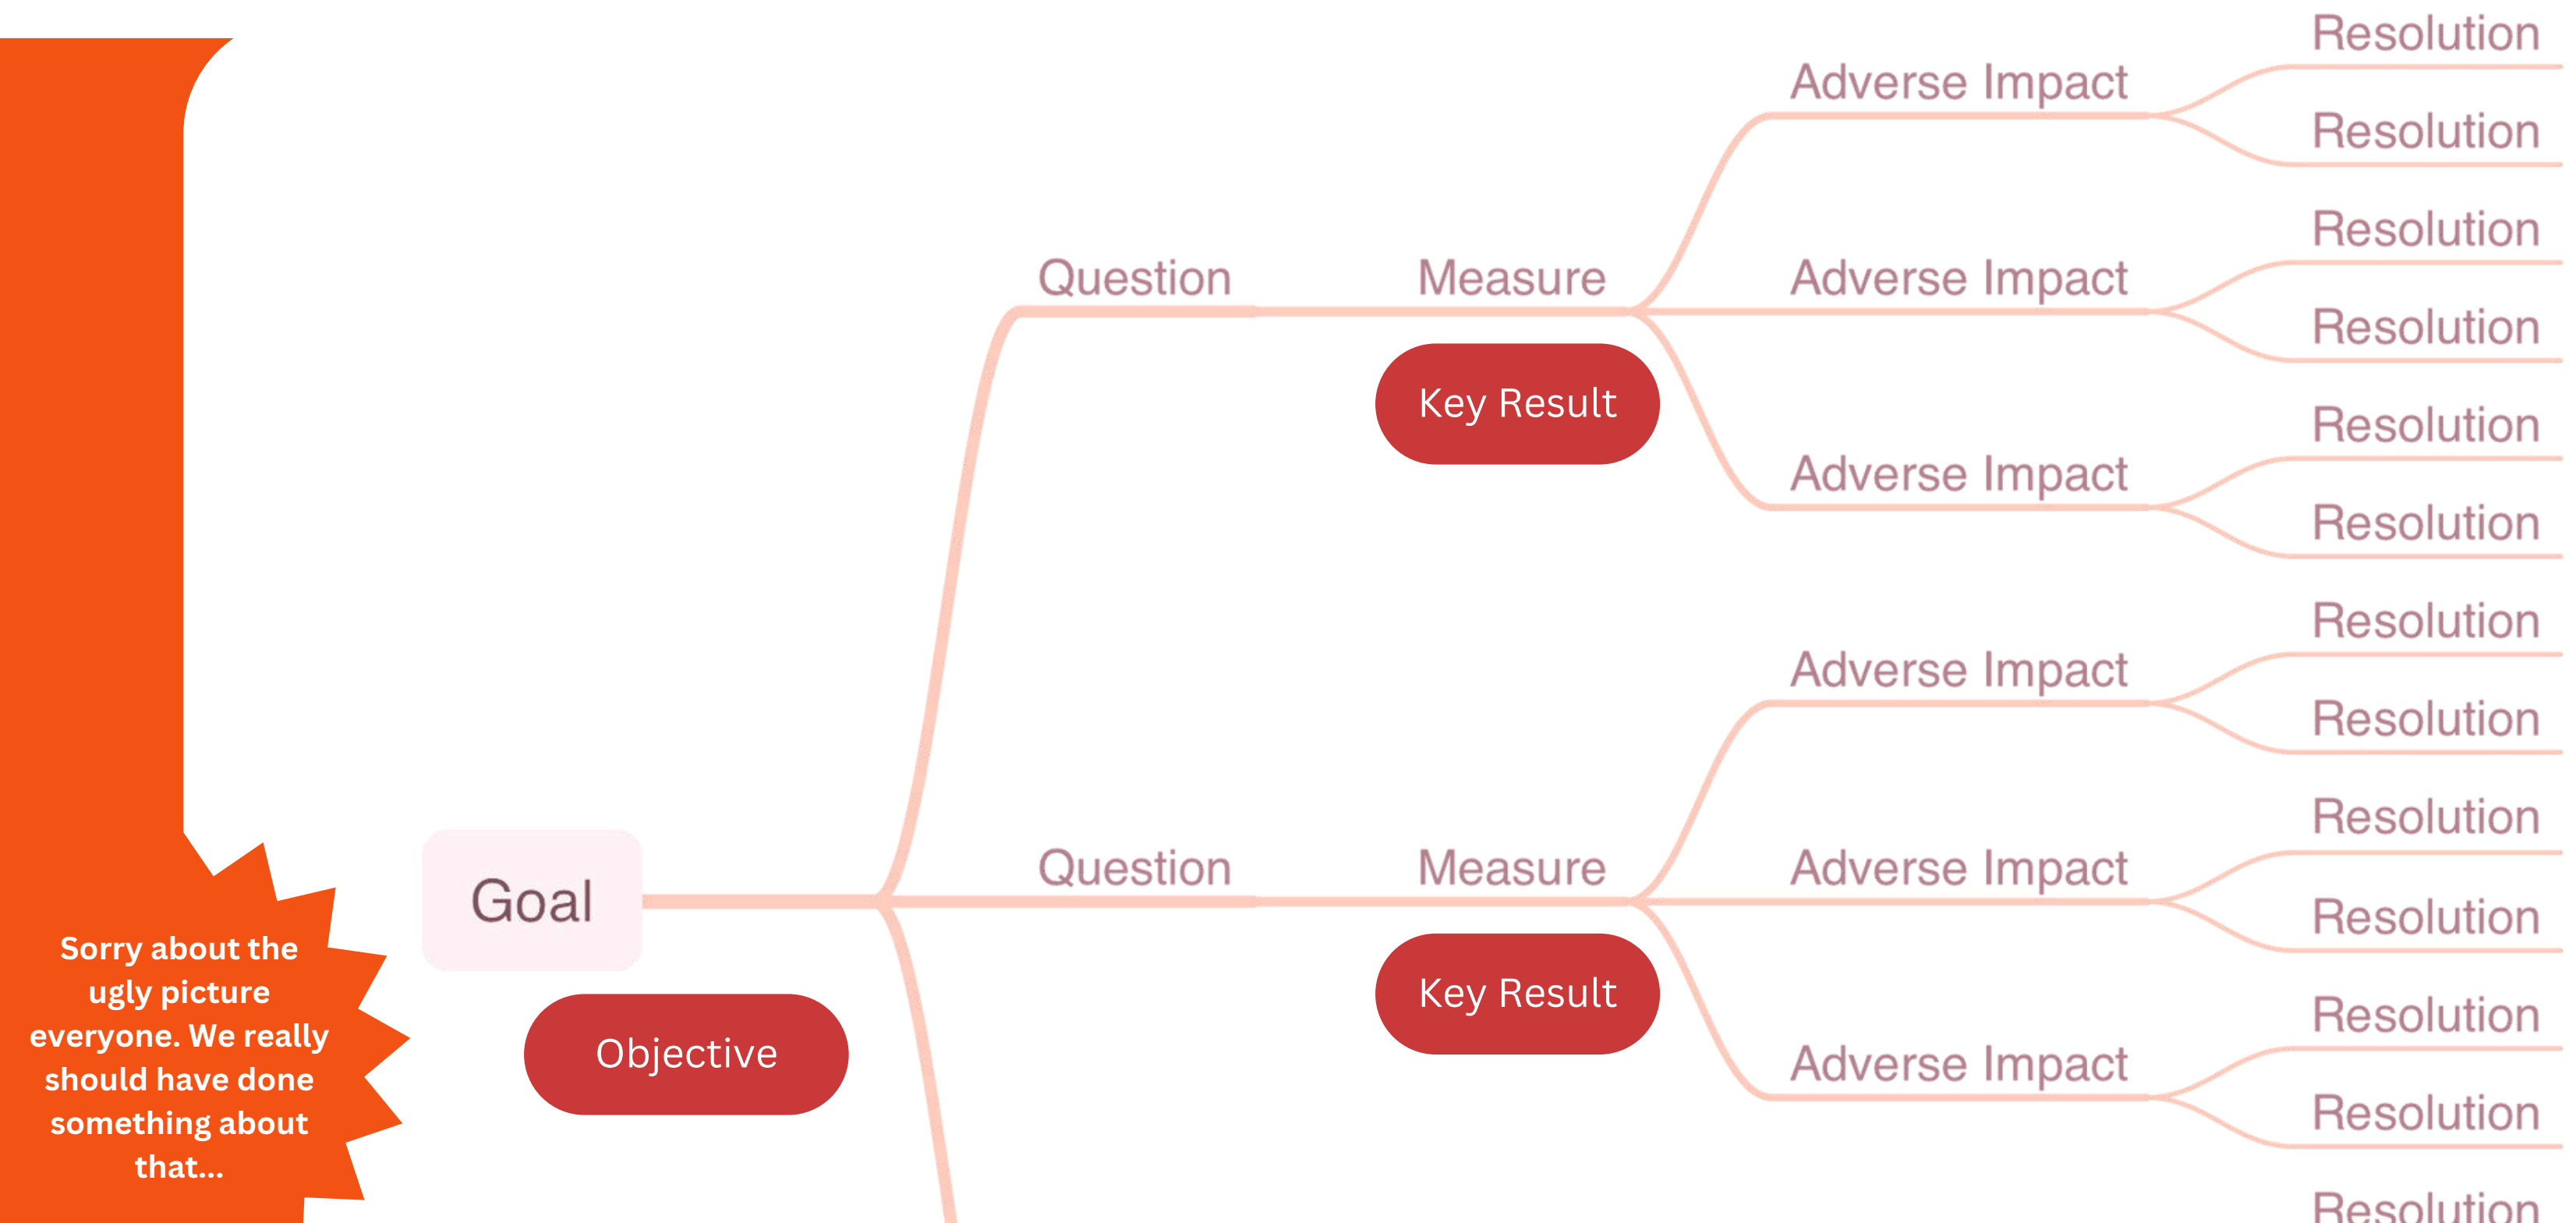 Resolution
Adverse Impact
Resolution
Resolution
Question
Measure
Adverse Impact
Resolution
Key Result
Resolution
Adverse Impact
Resolution
Resolution
Adverse Impact
Resolution
Resolution
Question
Measure
Adverse Impact
Goal
Resolution
Key Result
Resolution
Objective
Adverse Impact
Resolution
Resolution
Sorry about the
ugly picture
everyone. We really
should have done
something about
that...